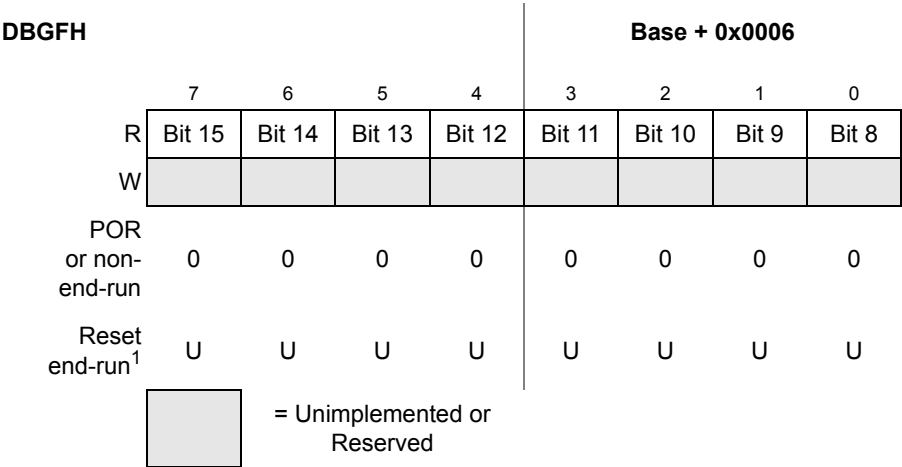 DBGFH Base + 0x0006
7 6 5 4 3 2 1 0
R Bit 15 Bit 14 Bit 13 Bit 12 Bit 11 Bit 10 Bit 9 Bit 8
W
POR
or non-
end-run
0 0 0 0 0 0 0 0
Reset
end-run1
U U U U U U U U
= Unimplemented or
Reserved